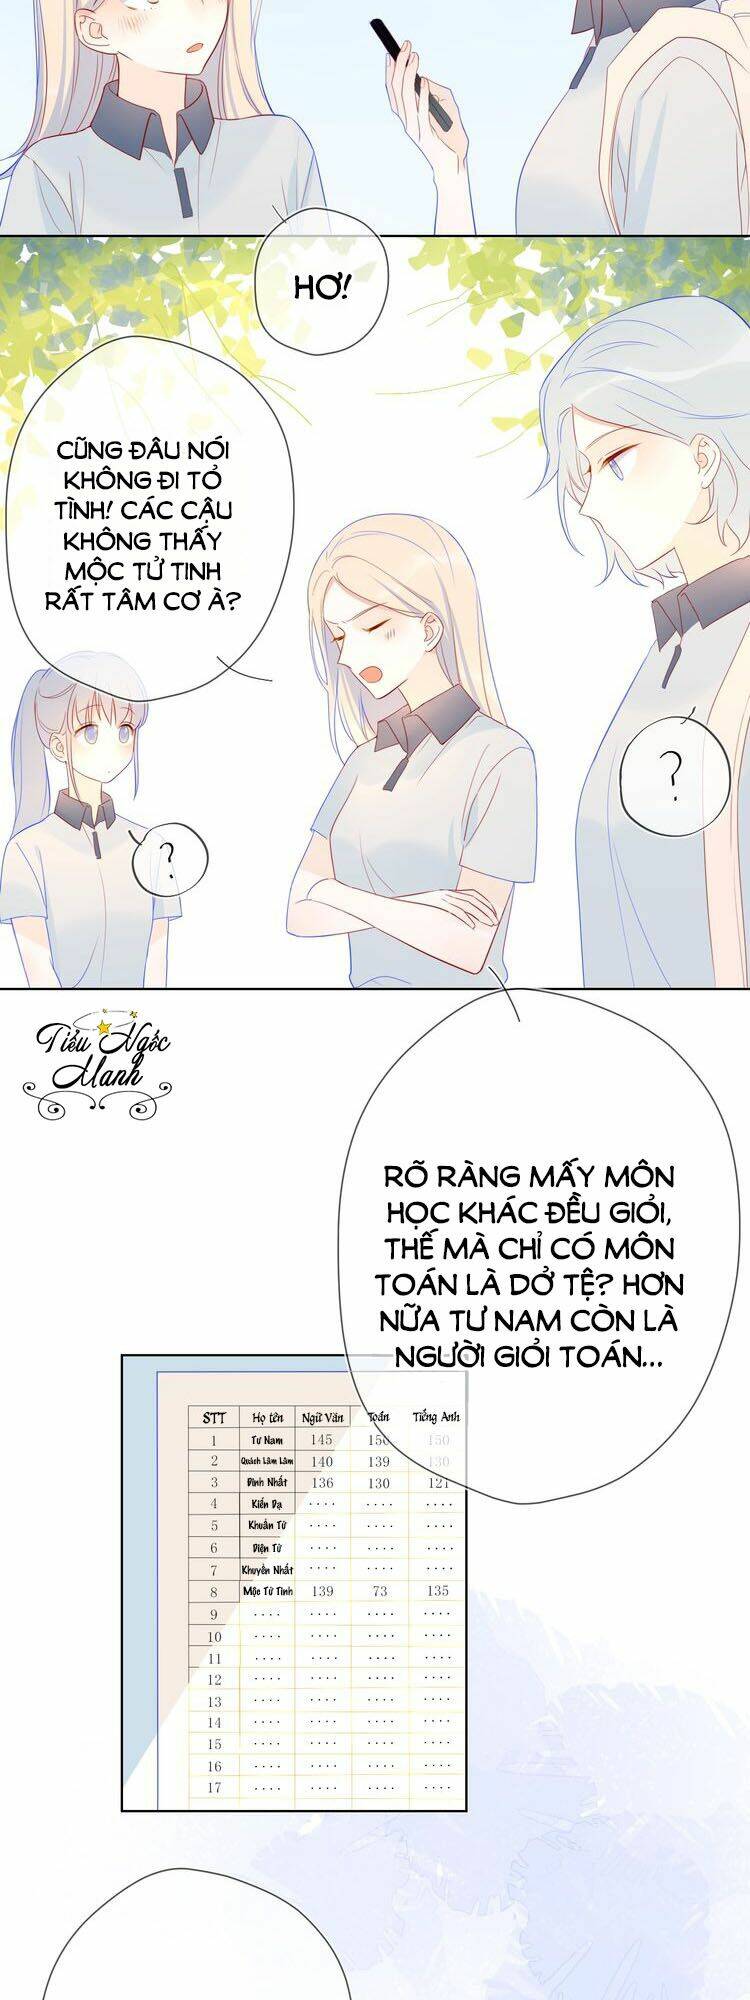 HƠ!
CŨNG ĐÂU NÓI
KHÔNG ĐI TỎ
TÌNH! CÁC CẬU
KHÔNG THẤY
MỘC TỬ TINH
RẤT TÂM CƠ À?
?
?
Tiểu Ngốc
Manh
RÕ RÀNG MẤY MÔN
HỌC KHÁC ĐỀU GIỎI,
THẾ MÀ CHỈ CÓ MÔN
TOÁN LÀ DỞ TỆ? HƠN
NỮA TƯ NAM CÒN LÀ
NGƯỜI GIỎI TOÁN...
STT Họ tên Ngữ Văn Toán Tiếng Anh
1 Tư Nam 145 150 150
2 Quách Lâm Lâm 140 139 130
3 Đinh Nhất 136 130 121
4 Kiến Dạ .... .... ....
5 Khuẩn Tử .... .... ....
6 Diện Từ .... .... ....
7 Khuyển Nhất .... .... ....
8 Mộc Tử Tinh 139 73 135
9 .... .... .... ....
10 .... .... .... ....
11 .... .... .... ....
12 .... .... .... ....
13 .... .... .... ....
14 .... .... .... ....
15 .... .... .... ....
16 .... .... .... ....
17 .... .... .... ....